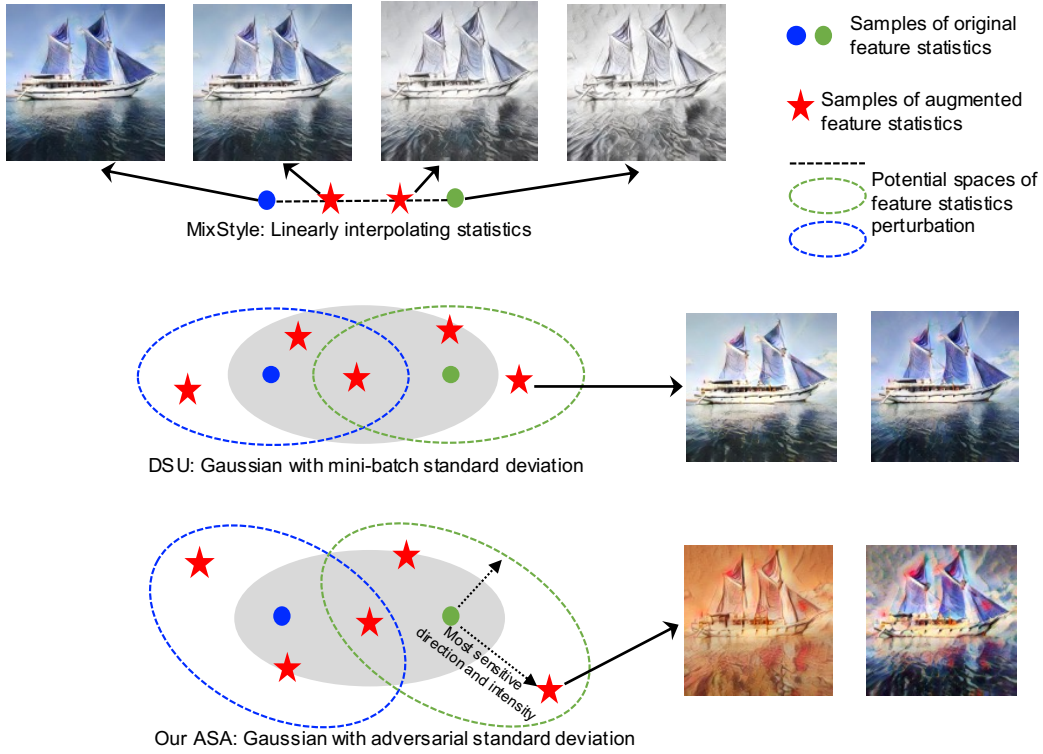 Samples of original
feature statistics
Samples of augmented
feature statistics
Potential spaces of
feature statistics
perturbation
MixStyle: Linearly interpolating statistics
DSU: Gaussian with mini-batch standard deviation
Most sensitive
direction and intensity
Our ASA: Gaussian with adversarial standard deviation